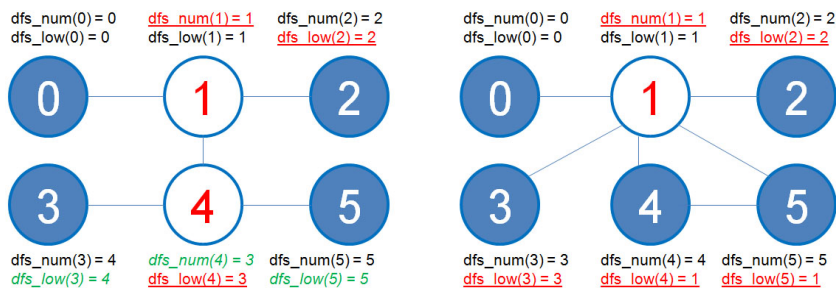 dfs_num(0) = 0
dfs_low(0) = 0
dfs_num(1) = 1
dfs_low(1) = 1
dfs_num(2) = 2
dfs_low(2) = 2
0
1
2
3
4
5
dfs_num(3) = 4
dfs_low(3) = 4
dfs_num(4) = 3
dfs_low(4) = 3
dfs_num(5) = 5
dfs_low(5) = 5
dfs_num(0) = 0
dfs_low(0) = 0
dfs_num(1) = 1
dfs_low(1) = 1
dfs_num(2) = 2
dfs_low(2) = 2
0
1
2
3
4
5
dfs_num(3) = 3
dfs_low(3) = 3
dfs_num(4) = 4
dfs_low(4) = 1
dfs_num(5) = 5
dfs_low(5) = 1